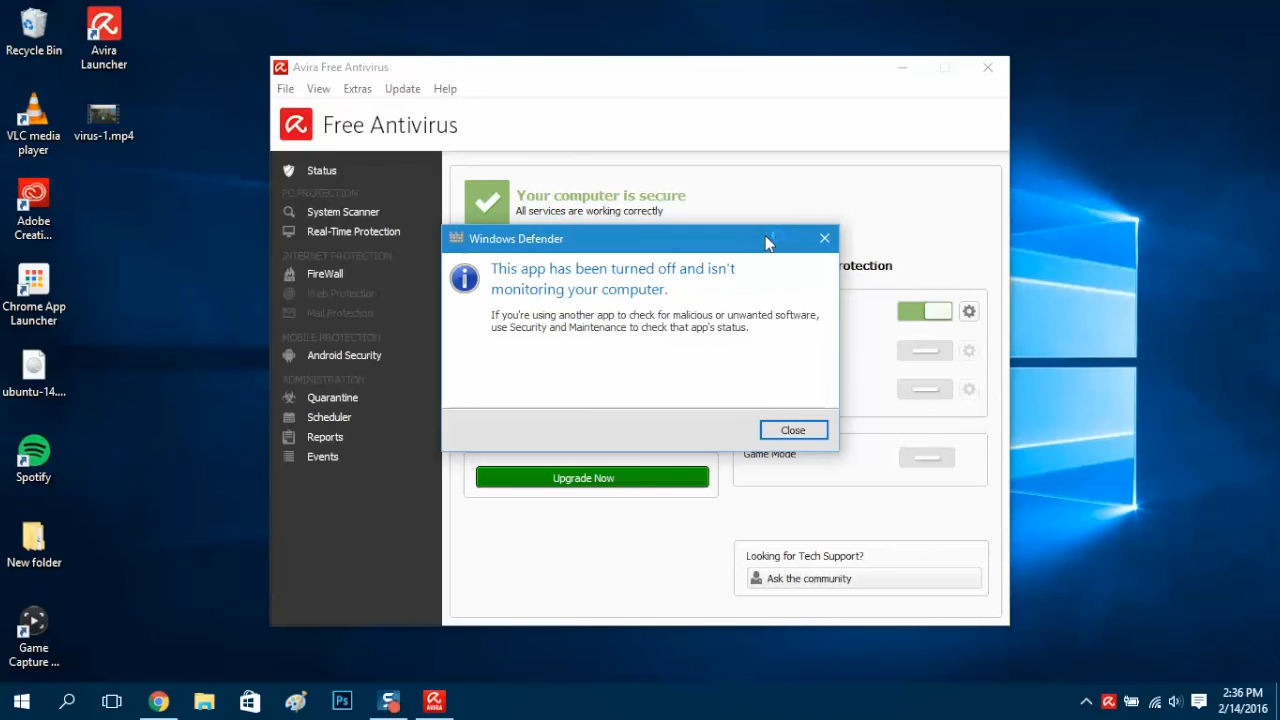 Recycle Bin
Avira
Launcher
VLC media
player
virus-1.mp4
Adobe
Creati...
Chrome App
Launcher
ubuntu-14....
Spotify
New folder
Game
Capture ...
Avira Free Antivirus
File View Extras Update Help
Free Antivirus
Status
PC PROTECTION
System Scanner
Real-Time Protection
INTERNET PROTECTION
FireWall
Web Protection
Mail Protection
MOBILE PROTECTION
Android Security
ADMINISTRATION
Quarantine
Scheduler
Reports
Events
Your computer is secure
All services are working correctly
Windows Defender
This app has been turned off and isn't
monitoring your computer.
If you're using another app to check for malicious or unwanted software,
use Security and Maintenance to check that app's status.
Close
Game Mode
Upgrade Now
Looking for Tech Support?
Ask the community
Ps
AVIRA
2:36 PM
2/14/2016